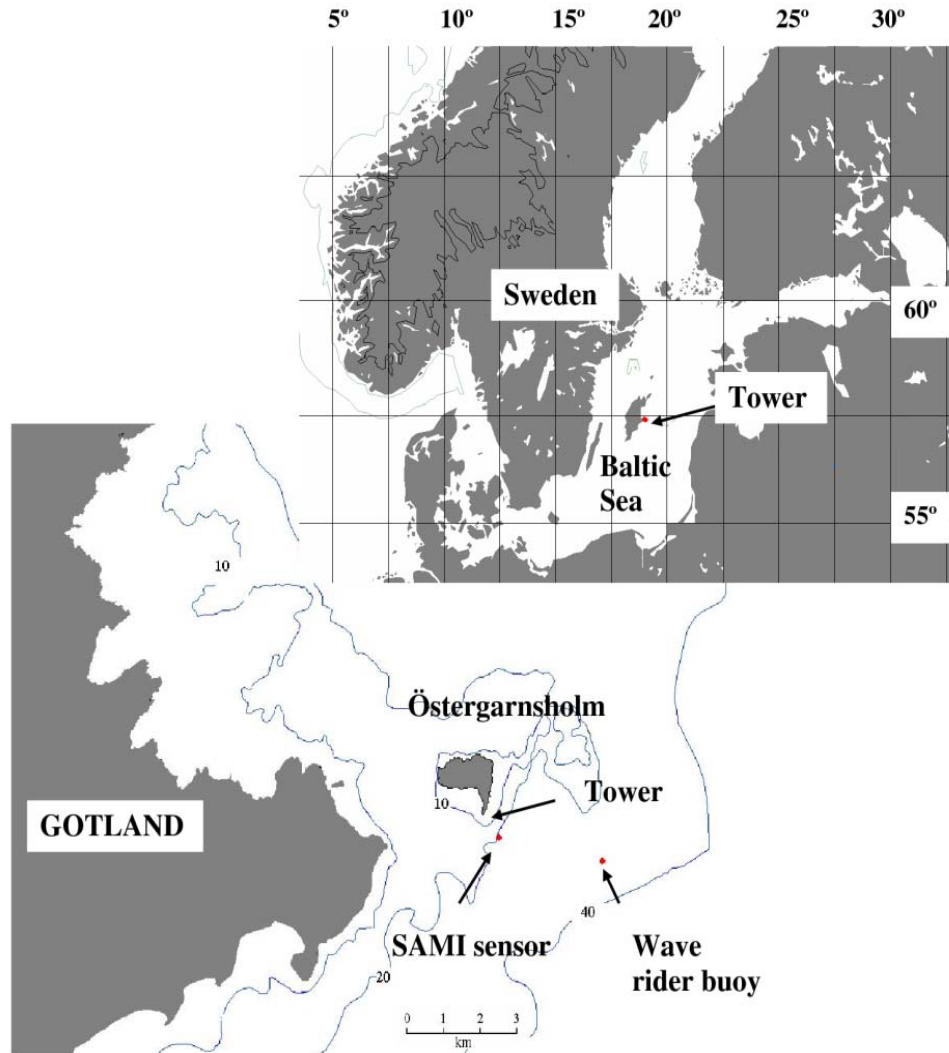 5º 10º 15º 20º 25º 30º
Sweden
60º
Tower
Baltic
Sea
55º
10
Östergarnsholm
10
Tower
GOTLAND
40
SAMI sensor
Wave
rider buoy
20
0 1 2 3
km